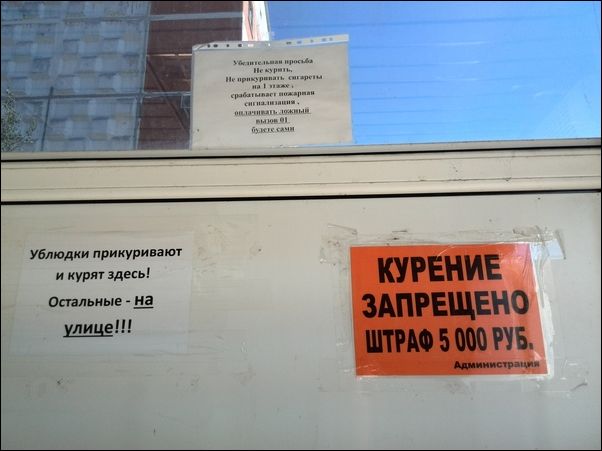 Убедительная просьба
Не курить,
Не прикуривать сигареты
на 1 этаже ,
срабатывает пожарная
сигнализация ,
оплачивать ложный
вызов 01
будете сами
Ублюдки прикуривают
и курят здесь!
Остальные - на
улице!!!
КУРЕНИЕ
ЗАПРЕЩЕНО
ШТРАФ 5 000 РУБ.
Администрация